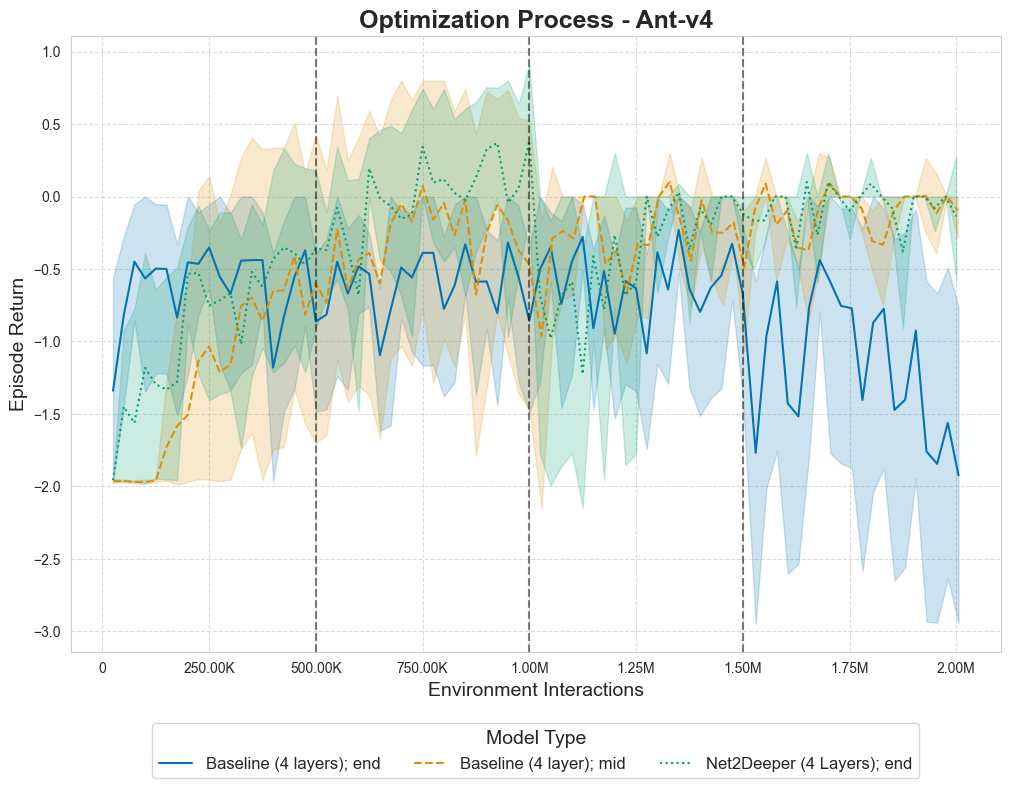 Optimization Process - Ant-v4
Episode Return
1.0
0.5
0.0
−0.5
−1.0
−1.5
−2.0
−2.5
−3.0
0 250.00K 500.00K 750.00K 1.00M 1.25M 1.50M 1.75M 2.00M
Environment Interactions
Model Type
Baseline (4 layers); end Baseline (4 layer); mid Net2Deeper (4 Layers); end